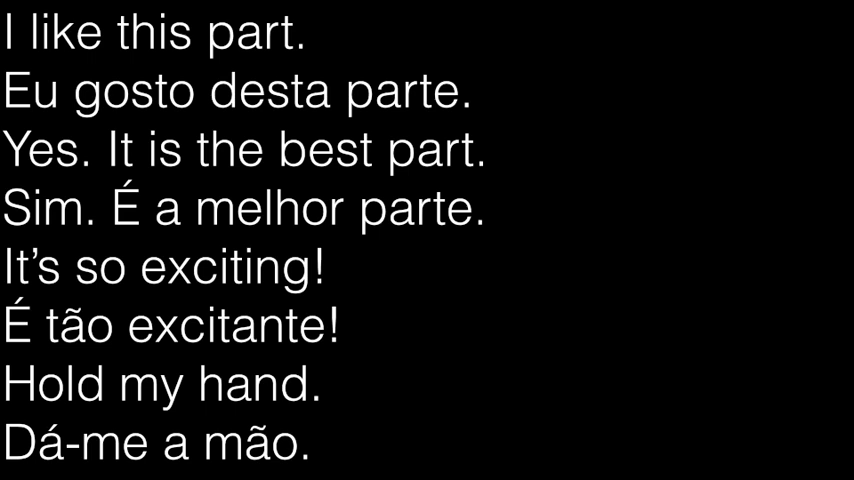 I like this part.
Eu gosto desta parte.
Yes. It is the best part.
Sim. É a melhor parte.
It’s so exciting!
É tão excitante!
Hold my hand.
Dá-me a mão.